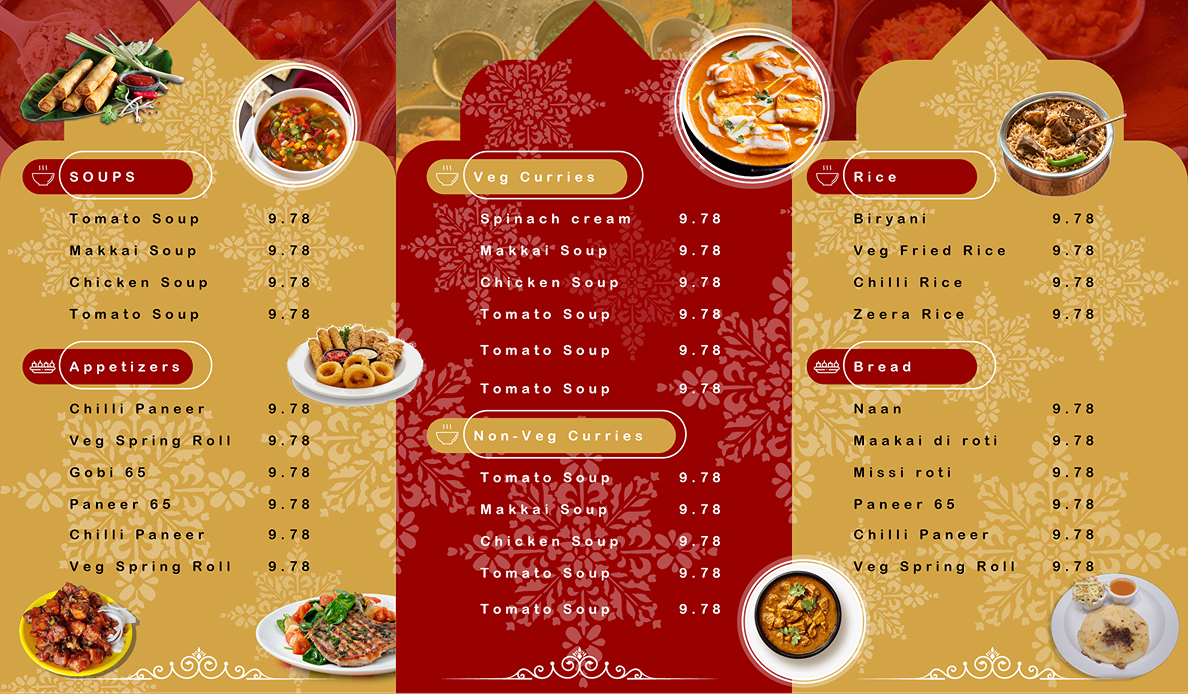 SOUPS
Tomato Soup 9.78
Makkai Soup 9.78
Chicken Soup 9.78
Tomato Soup 9.78
Appetizers
Chilli Paneer 9.78
Veg Spring Roll 9.78
Gobi 65 9.78
Paneer 65 9.78
Chilli Paneer 9.78
Veg Spring Roll 9.78
Veg Curries
Spinach cream 9.78
Makkai Soup 9.78
Chicken Soup 9.78
Tomato Soup 9.78
Tomato Soup 9.78
Tomato Soup 9.78
Non-Veg Curries
Tomato Soup 9.78
Makkai Soup 9.78
Chicken Soup 9.78
Tomato Soup 9.78
Tomato Soup 9.78
Rice
Biryani 9.78
Veg Fried Rice 9.78
Chilli Rice 9.78
Zeera Rice 9.78
Bread
Naan 9.78
Maakai di roti 9.78
Missi roti 9.78
Paneer 65 9.78
Chilli Paneer 9.78
Veg Spring Roll 9.78